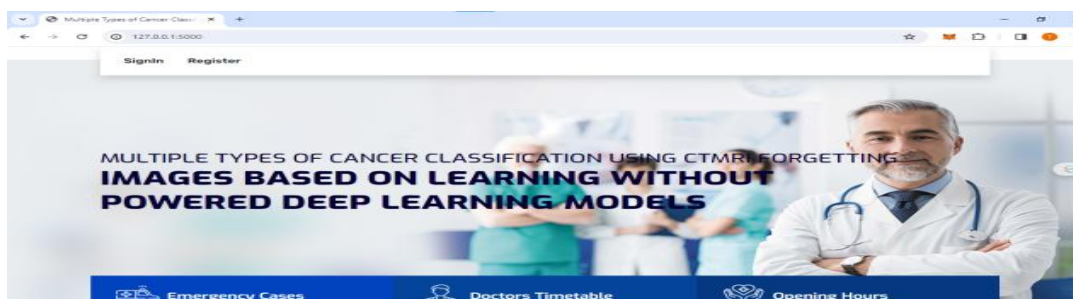 Multiple Types of Cancer Classi
127.0.0.1:5000
SignIn Register
MULTIPLE TYPES OF CANCER CLASSIFICATION USING CTMRI FORGETTING
IMAGES BASED ON LEARNING WITHOUT
POWERED DEEP LEARNING MODELS
Emergency Cases Doctors Timetable Opening Hours